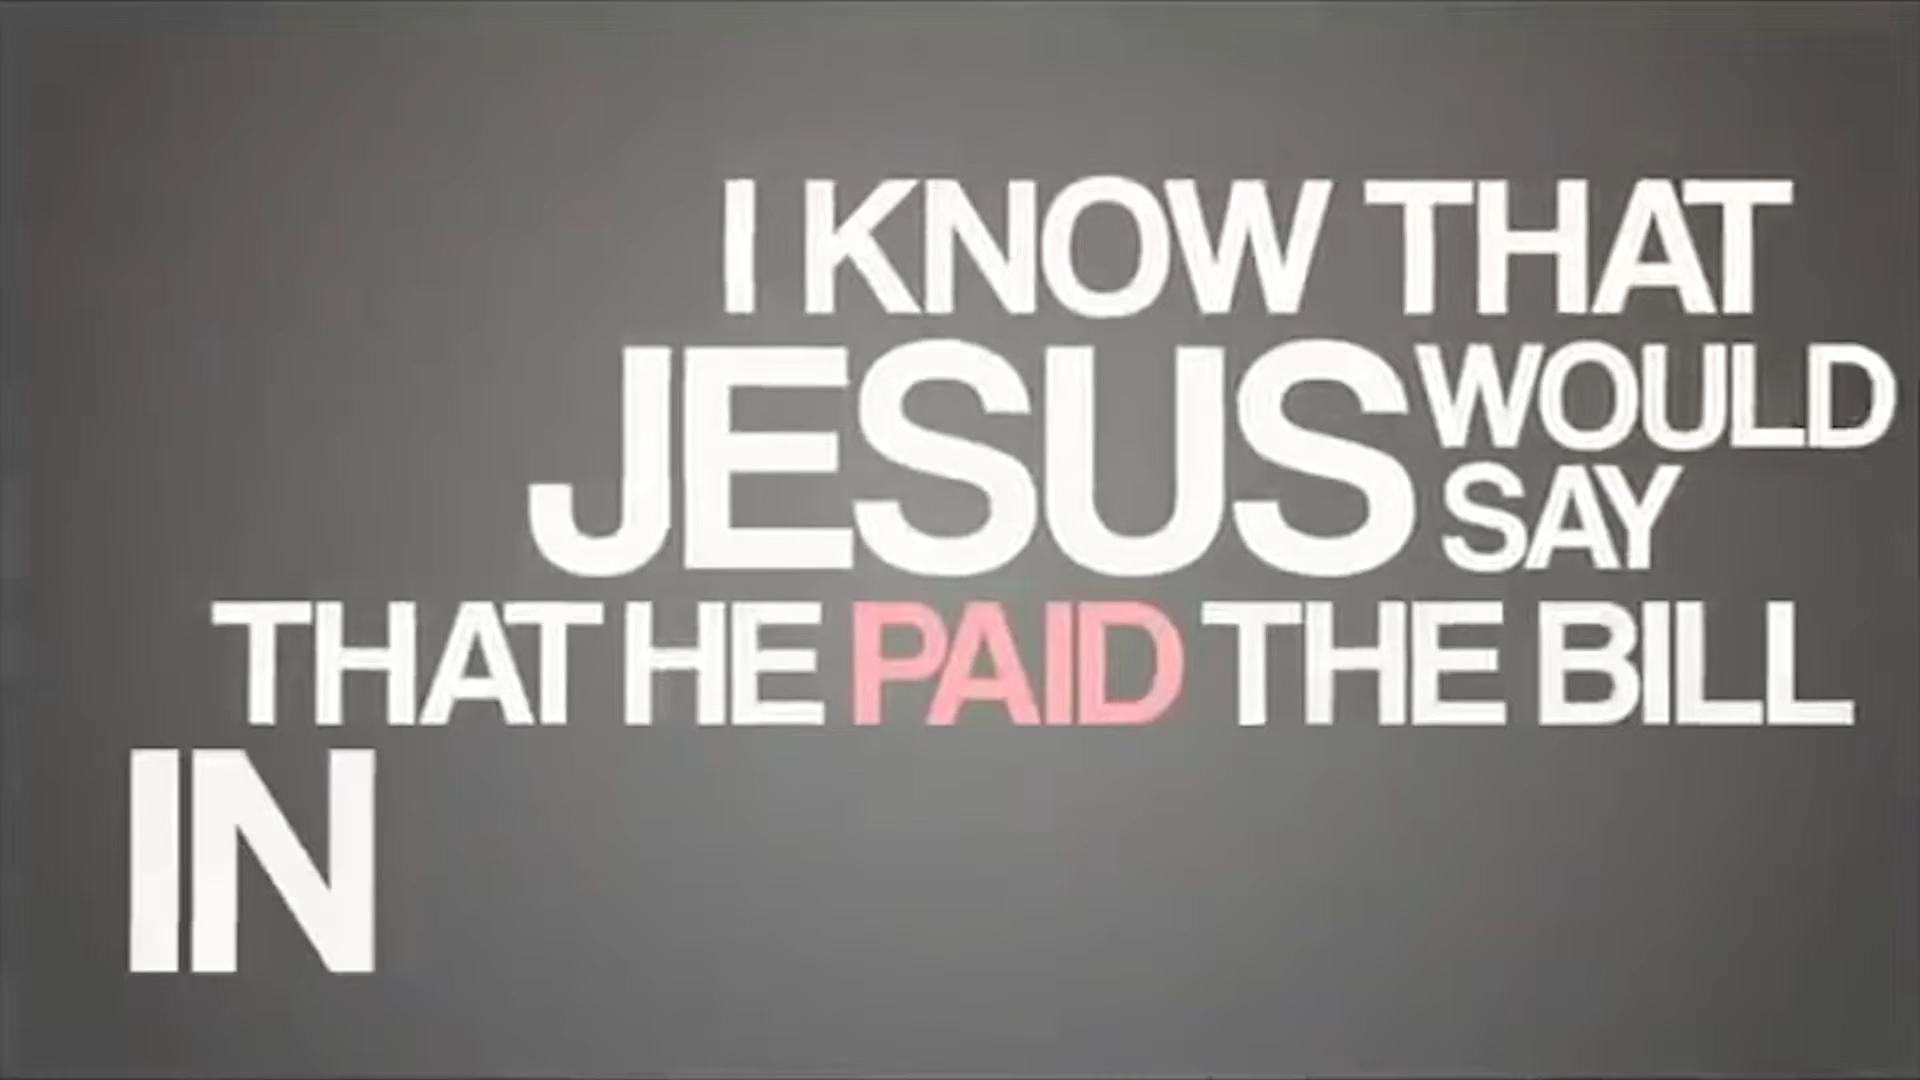 I KNOW THAT
JESUS WOULD
SAY
THAT HE PAID THE BILL
IN